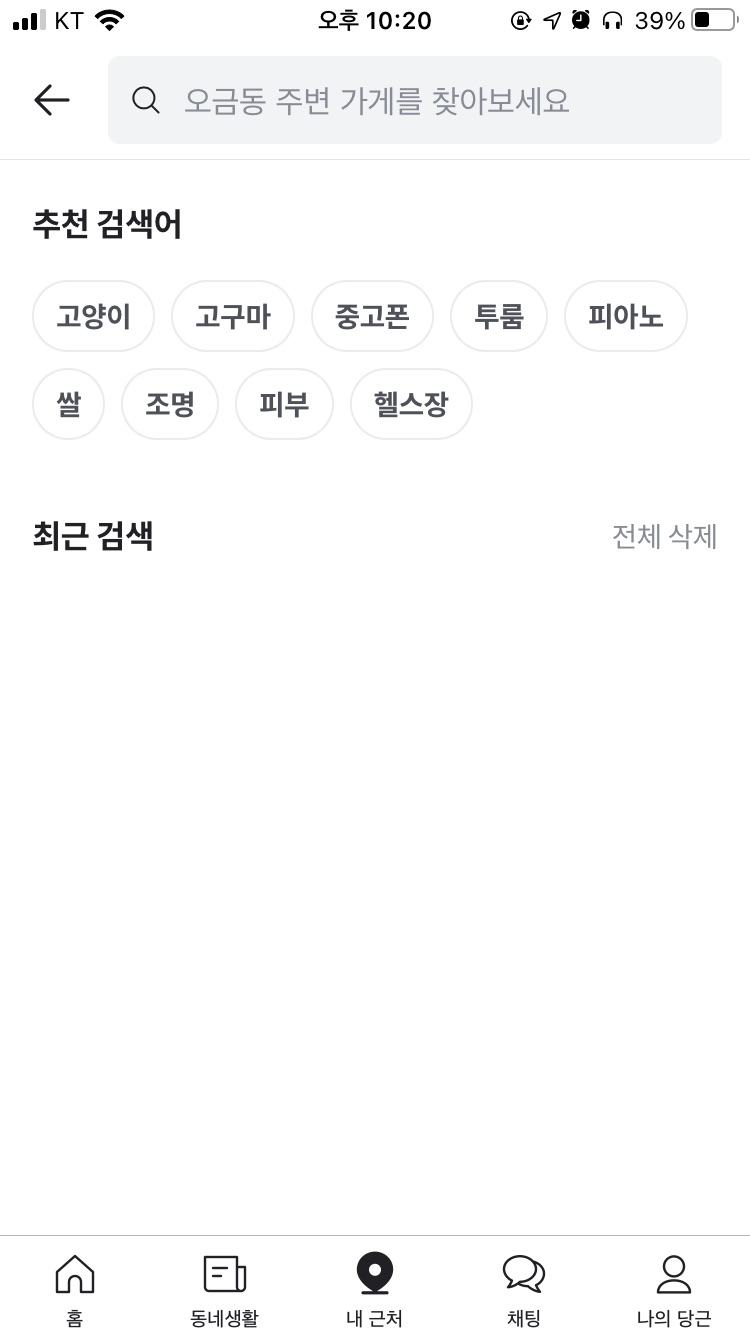 KT 오후 10:20 39%
오금동 주변 가게를 찾아보세요
추천 검색어
고양이 고구마 중고폰 투룸 피아노
쌀 조명 피부 헬스장
최근 검색 전체 삭제
홈 동네생활 내 근처 채팅 나의 당근